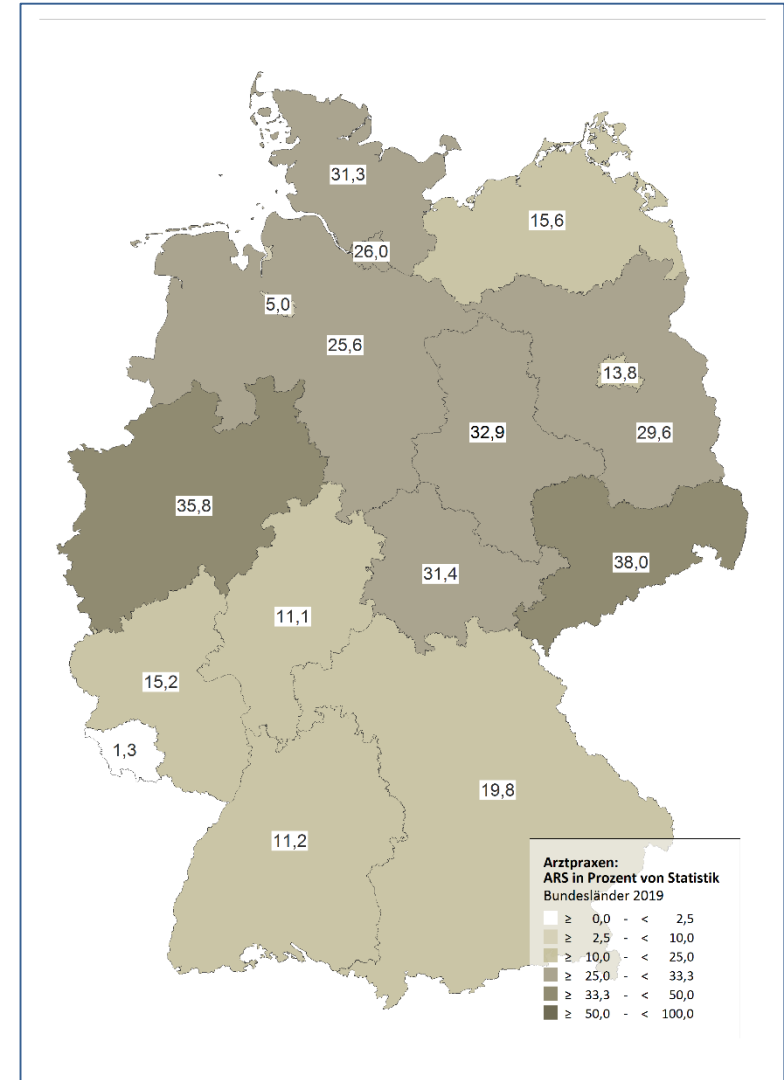 31,3
15,6
26,0
5,0
25,6
13,8
32,9
29,6
35,8
38,0
31,4
11,1
15,2
1,3
19,8
11,2
Arztpraxen:
ARS in Prozent von Statistik
Bundesländer 2019
≥ 0,0 - < 2,5
≥ 2,5 - < 10,0
≥ 10,0 - < 25,0
≥ 25,0 - < 33,3
≥ 33,3 - < 50,0
≥ 50,0 - < 100,0